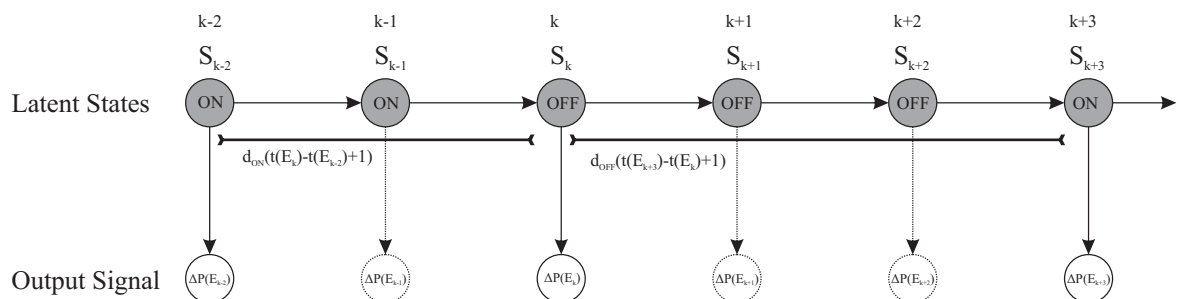 k-2 k-1 k k+1 k+2 k+3
S_{k-2} S_{k-1} S_k S_{k+1} S_{k+2} S_{k+3}
Latent States ON ON OFF OFF OFF ON
d_{ON}(t(E_k)-t(E_{k-2})+1) d_{OFF}(t(E_{k+3})-t(E_k)+1)
Output Signal ΔP(E_{k-2}) ΔP(E_{k-1}) ΔP(E_k) ΔP(E_{k+1}) ΔP(E_{k+2}) ΔP(E_{k+3})